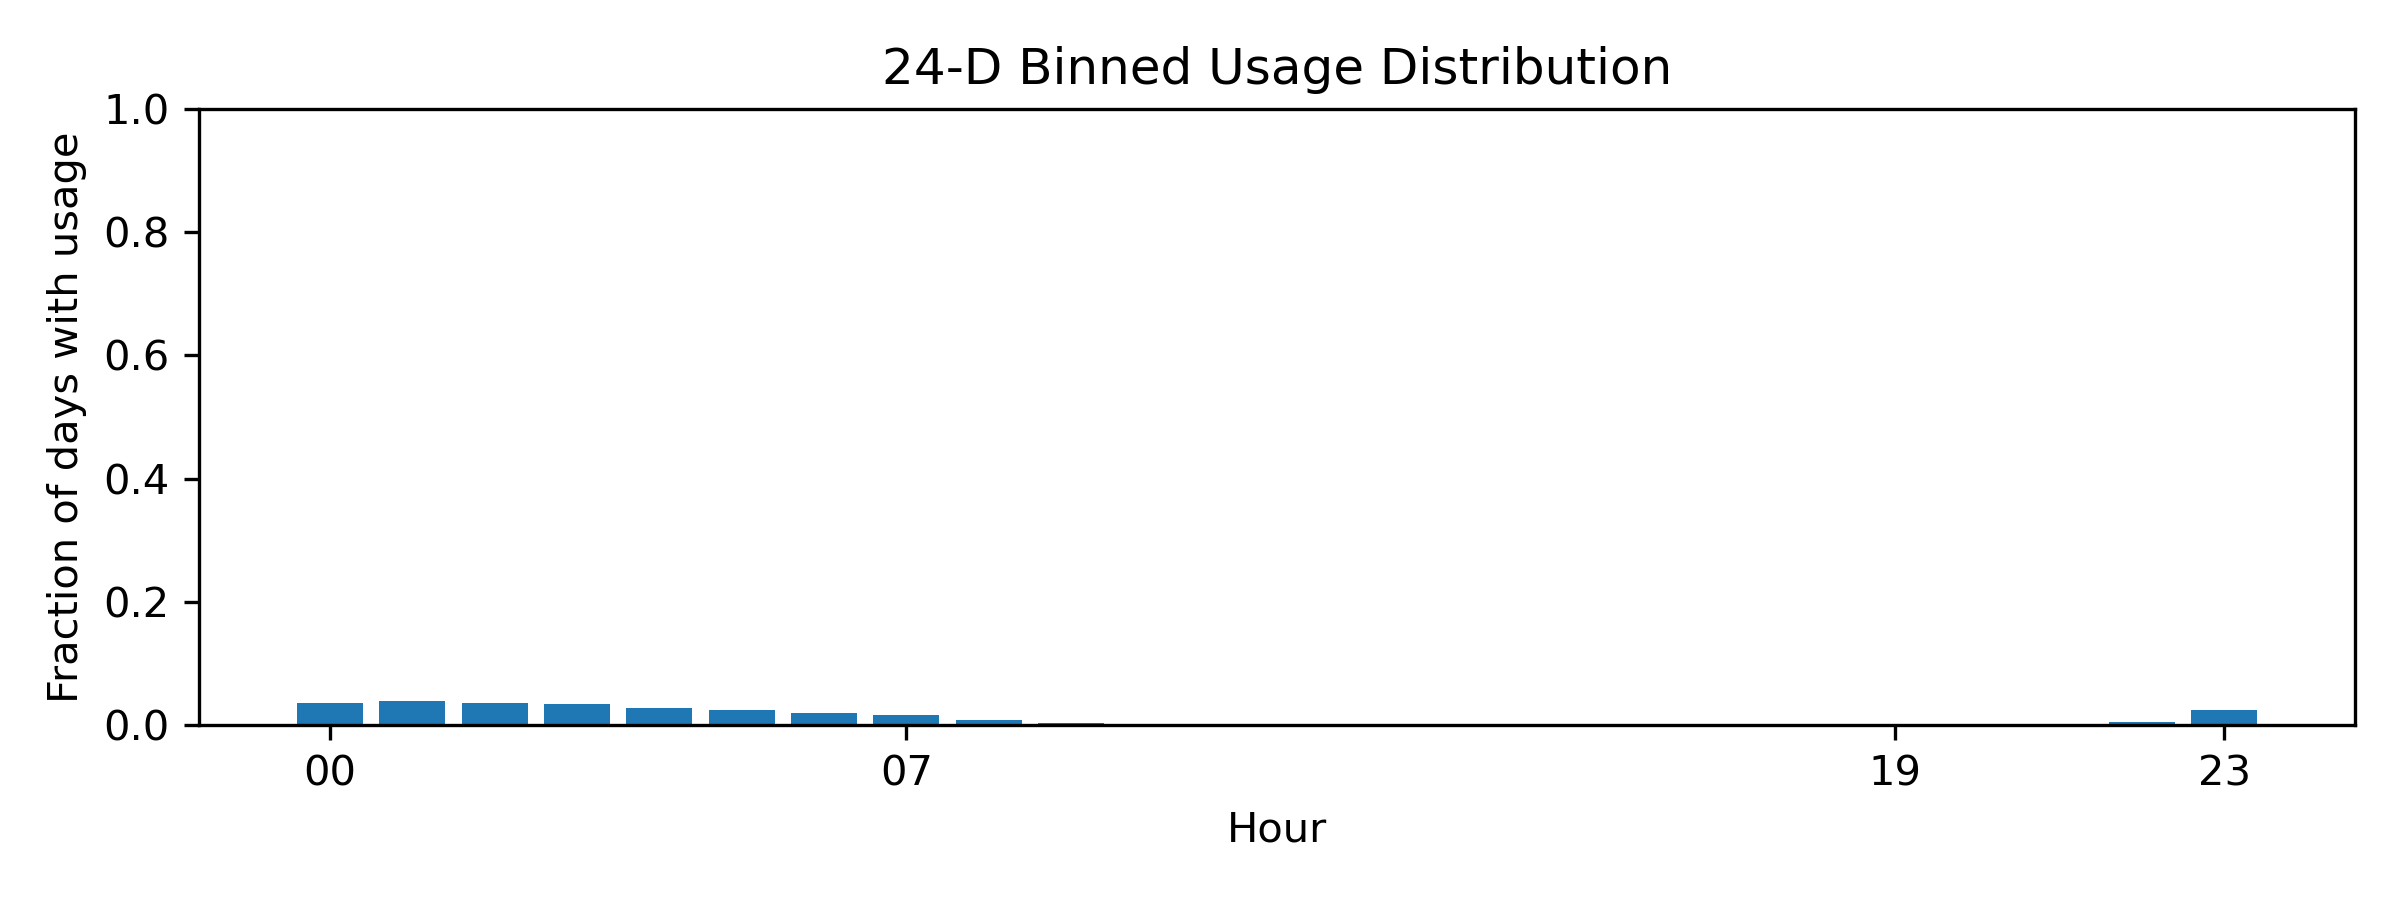 24-D Binned Usage Distribution
Fraction of days with usage
1.0
0.8
0.6
0.4
0.2
0.0
00 07 19 23
Hour